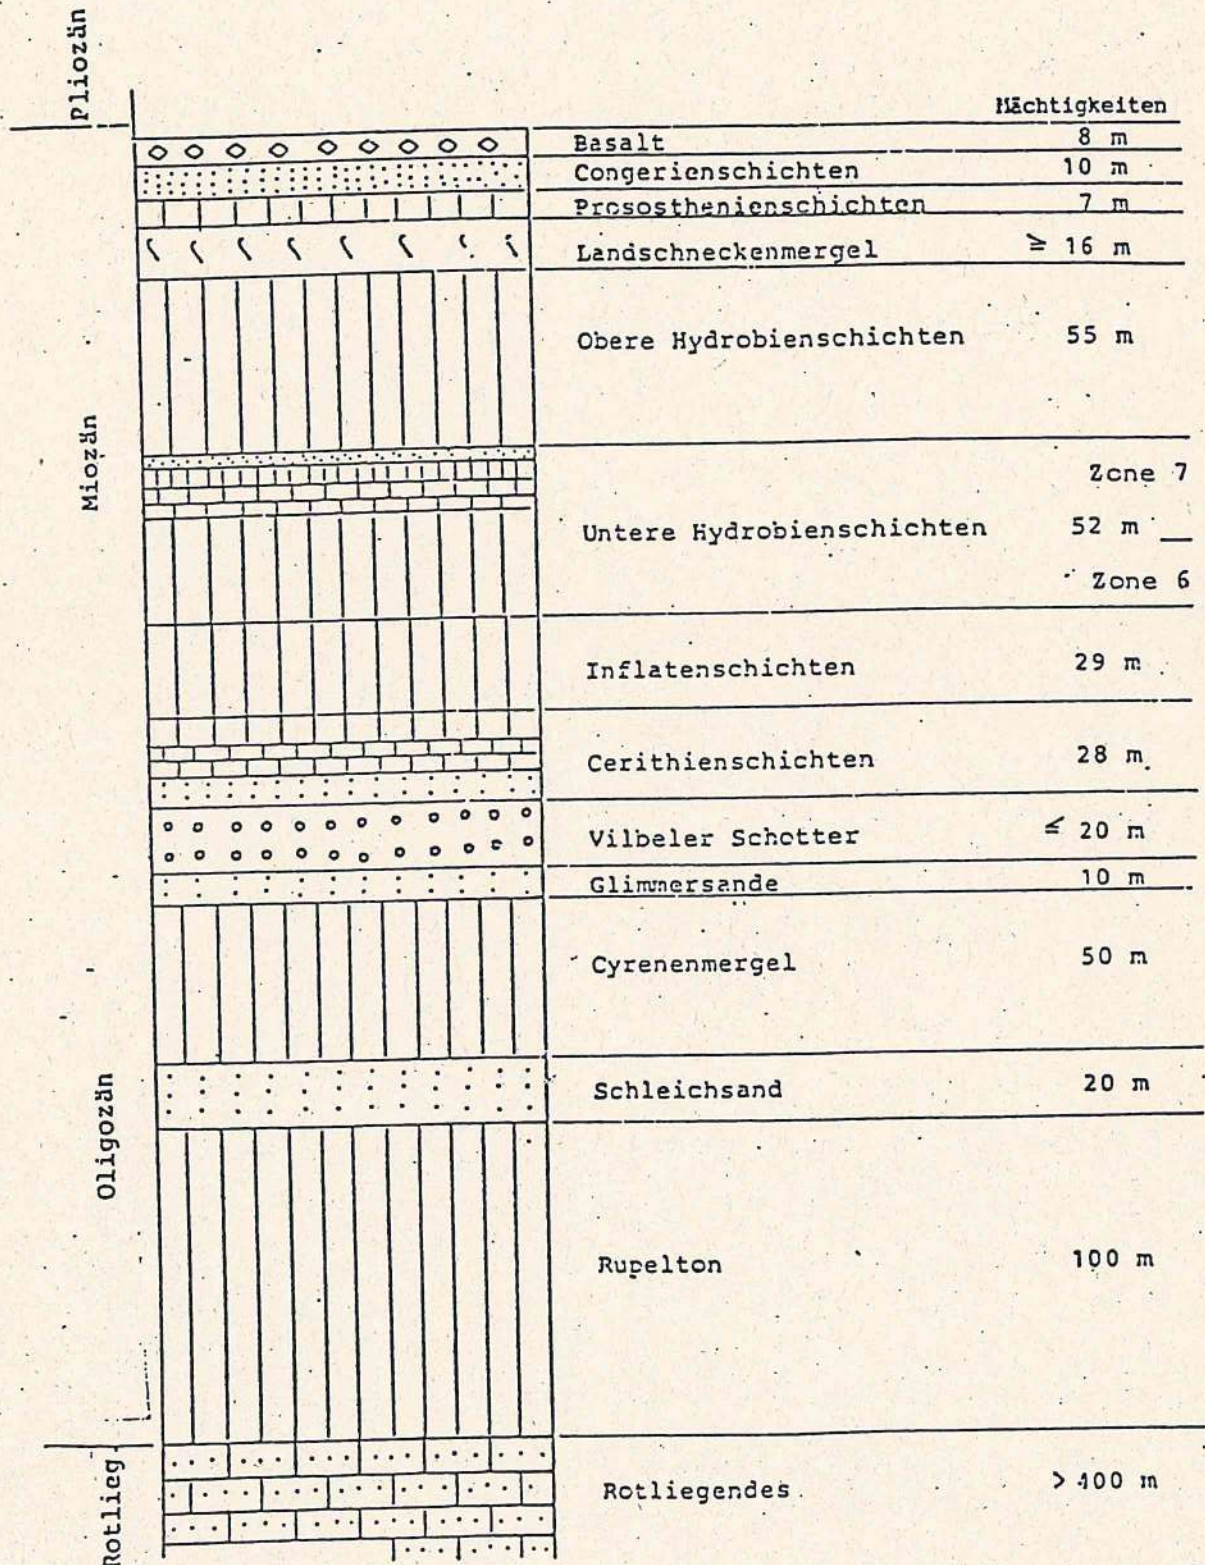 Pliozän
Mächtigkeiten
Basalt 8 m
Congerienschichten 10 m
Prososthenienschichten 7 m
Landschneckenmergel ≥ 16 m
Obere Hydrobienschichten 55 m
Miozän
Zone 7
Untere Hydrobienschichten 52 m
Zone 6
Inflatenschichten 29 m
Cerithienschichten 28 m
Vilbeler Schotter ≤ 20 m
Glimmersande 10 m
Cyrenenmergel 50 m
Oligozän
Schleichsand 20 m
Rupelton 100 m
Rotlieg.
Rotliegendes > 400 m